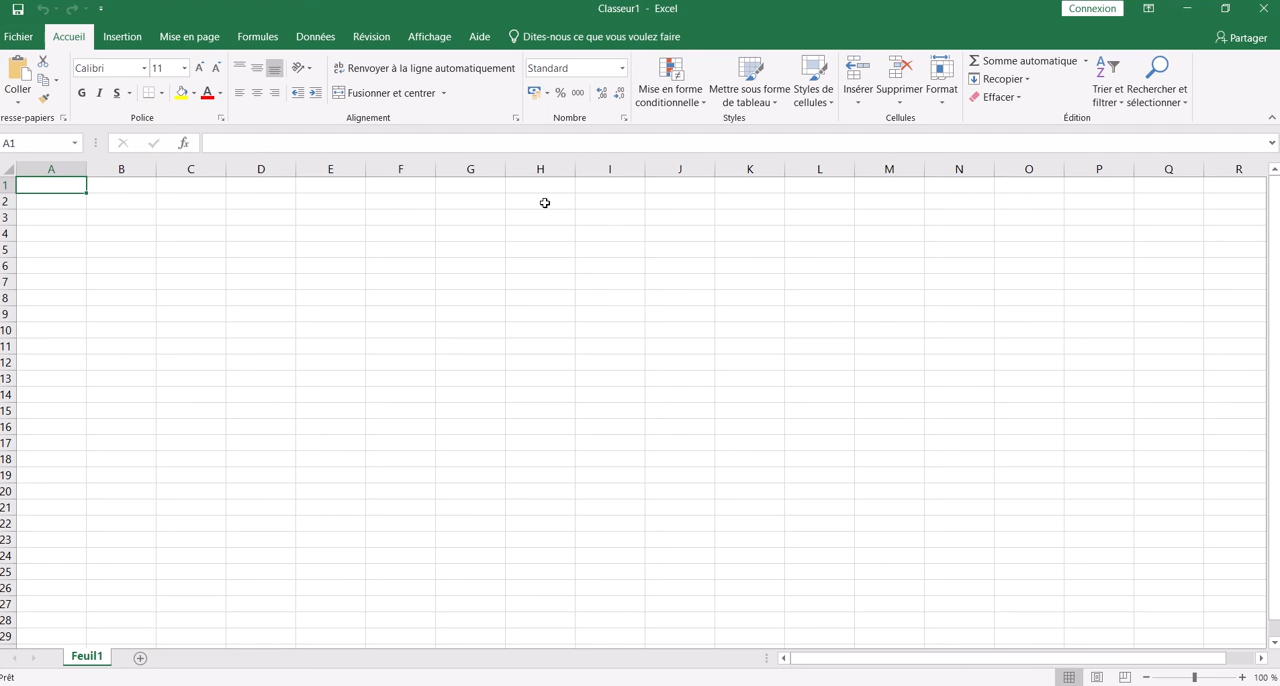 Classeur1 - Excel
Connexion
Fichier Accueil Insertion Mise en page Formules Données Révision Affichage Aide Dites-nous ce que vous voulez faire Partager
Coller Calibri 11 Renvoyer à la ligne automatiquement Standard Mise en forme conditionnelle Mettre sous forme de tableau Styles de cellules Insérer Supprimer Format Somme automatique Trier et filtrer Rechercher et sélectionner
Recopier
G I S Fusionner et centrer % 000 Effacer
resse-papiers Police Alignement Nombre Styles Cellules Édition
A1 fx
A B C D E F G H I J K L M N O P Q R
1
2
3
4
5
6
7
8
9
10
11
12
13
14
15
16
17
18
19
20
21
22
23
24
25
26
27
28
29
Feuil1
Prêt 100 %